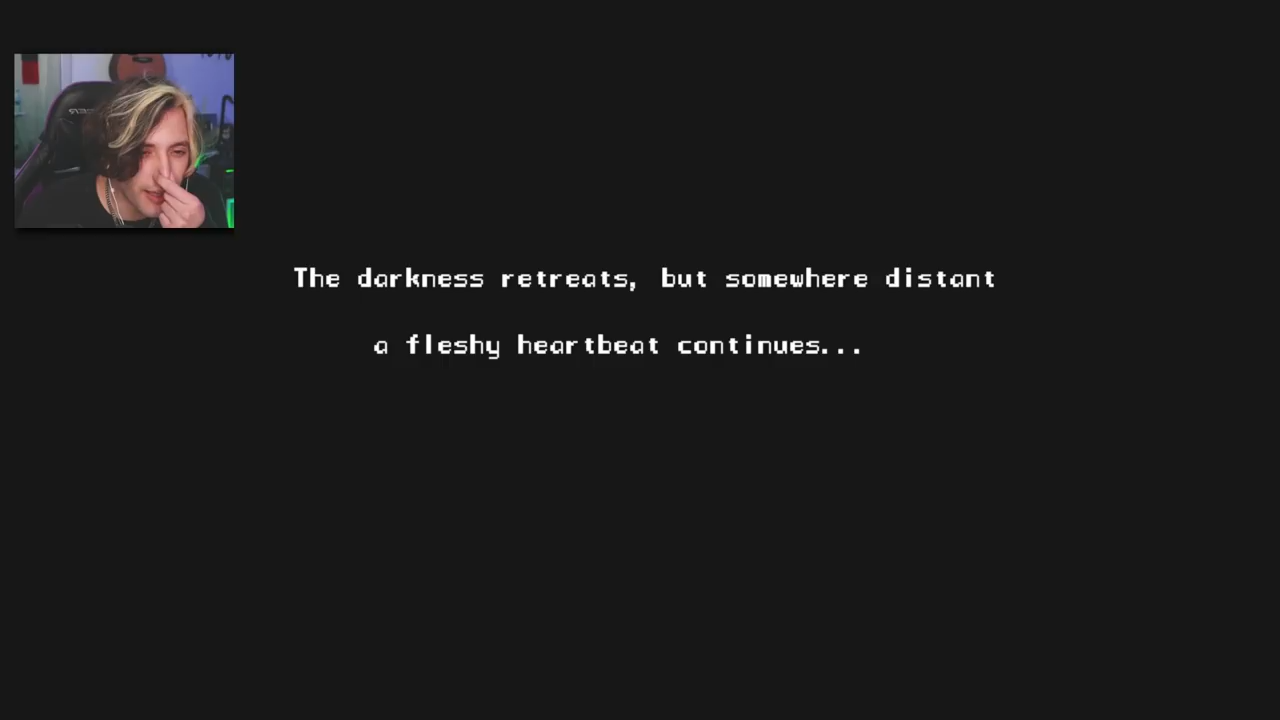 The darkness retreats, but somewhere distant
a fleshy heartbeat continues...